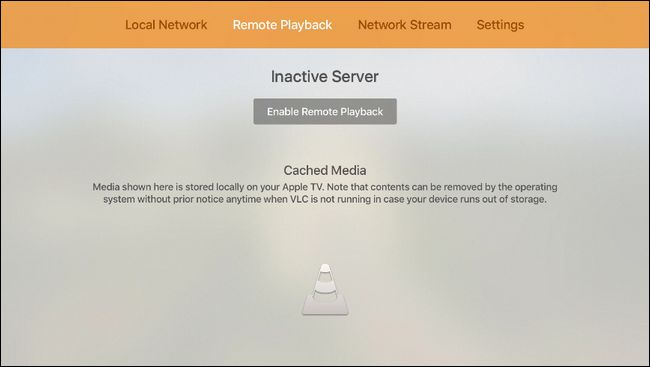 Local Network Remote Playback Network Stream Settings
Inactive Server
Enable Remote Playback
Cached Media
Media shown here is stored locally on your Apple TV. Note that contents can be removed by the operating
system without prior notice anytime when VLC is not running in case your device runs out of storage.